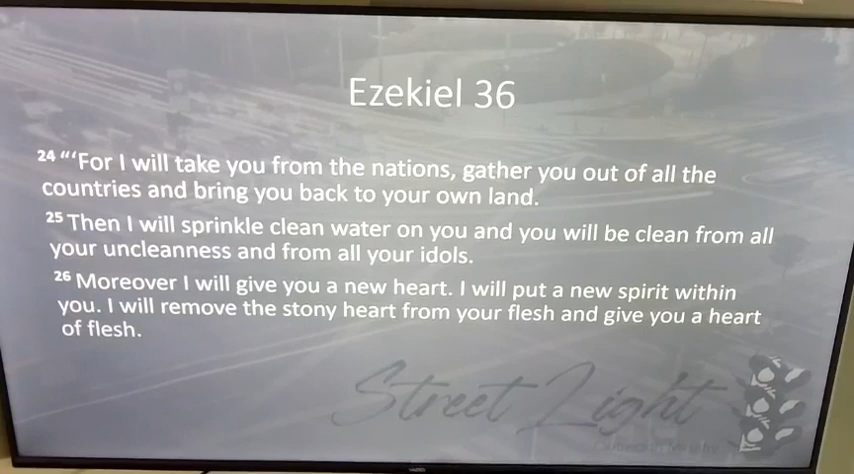 Ezekiel 36
24 “‘For I will take you from the nations, gather you out of all the
countries and bring you back to your own land.
25 Then I will sprinkle clean water on you and you will be clean from all
your uncleanness and from all your idols.
26 Moreover I will give you a new heart. I will put a new spirit within
you. I will remove the stony heart from your flesh and give you a heart
of flesh.
Street Light